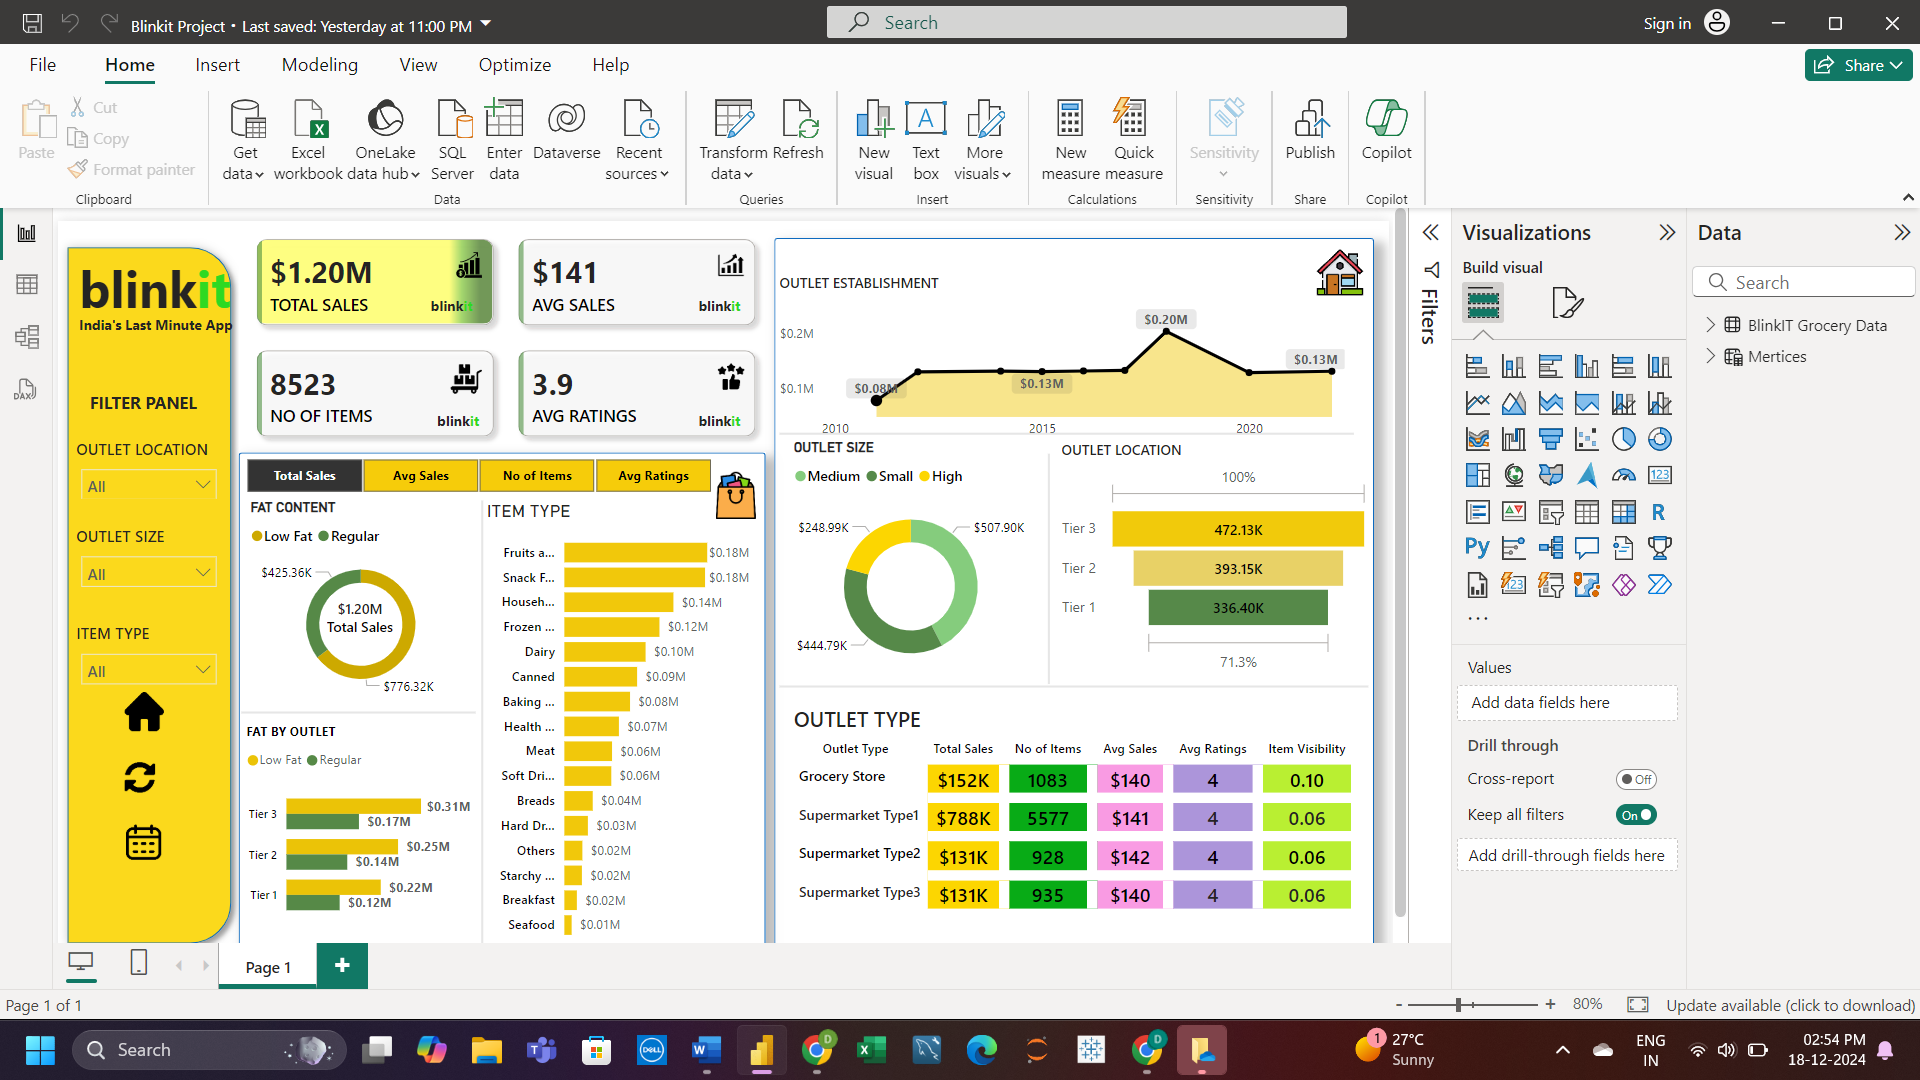 Blinkit Project • Last saved: Yesterday at 11:00 PM
Search
Sign in
File
Home
Insert
Modeling
View
Optimize
Help
Share
Paste
Cut
Copy
Format painter
Clipboard
Get data
Excel workbook
OneLake data hub
SQL Server
Enter data
Dataverse
Recent sources
Data
Transform data
Refresh
Queries
New visual
Text box
More visuals
Insert
New measure
Quick measure
Calculations
Sensitivity
Sensitivity
Publish
Share
Copilot
Copilot
blinkit
India's Last Minute App
FILTER PANEL
OUTLET LOCATION
All
OUTLET SIZE
All
ITEM TYPE
All
$1.20M
TOTAL SALES
blinkit
$141
AVG SALES
blinkit
8523
NO OF ITEMS
blinkit
3.9
AVG RATINGS
blinkit
Total Sales
Avg Sales
No of Items
Avg Ratings
FAT CONTENT
Low Fat Regular
$425.36K
$1.20M
Total Sales
$776.32K
FAT BY OUTLET
Low Fat Regular
Tier 3 $0.31M
$0.17M
Tier 2 $0.25M
$0.14M
Tier 1 $0.22M
$0.12M
ITEM TYPE
Fruits a... $0.18M
Snack F... $0.18M
Househ... $0.14M
Frozen ... $0.12M
Dairy $0.10M
Canned $0.09M
Baking ... $0.08M
Health ... $0.07M
Meat $0.06M
Soft Dri... $0.06M
Breads $0.04M
Hard Dr... $0.03M
Others $0.02M
Starchy ... $0.02M
Breakfast $0.02M
Seafood $0.01M
OUTLET ESTABLISHMENT
$0.2M
$0.1M
$0.08M
$0.13M
$0.20M
$0.13M
2010
2015
2020
OUTLET SIZE
Medium Small High
$248.99K
$507.90K
$444.79K
OUTLET LOCATION
100%
Tier 3 472.13K
Tier 2 393.15K
Tier 1 336.40K
71.3%
OUTLET TYPE
Outlet Type Total Sales No of Items Avg Sales Avg Ratings Item Visibility
Grocery Store $152K 1083 $140 4 0.10
Supermarket Type1 $788K 5577 $141 4 0.06
Supermarket Type2 $131K 928 $142 4 0.06
Supermarket Type3 $131K 935 $140 4 0.06
Filters
Visualizations
Build visual
123
R
Py
123
Values
Add data fields here
Drill through
Cross-report Off
Keep all filters On
Add drill-through fields here
Data
Search
BlinkIT Grocery Data
Mertices
DAX
Page 1
Page 1 of 1
80%
Update available (click to download)
Search
DELL
27°C
Sunny
1
ENG
IN
02:54 PM
18-12-2024